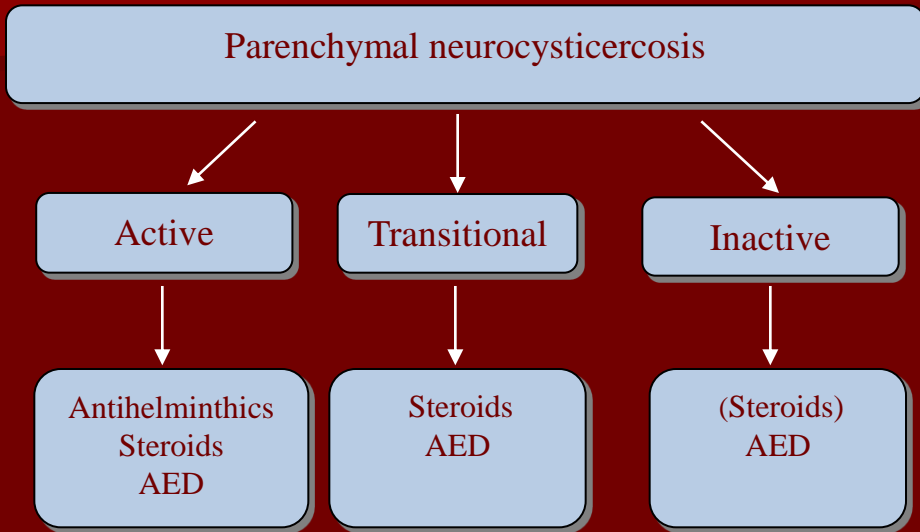 Parenchymal neurocysticercosis
Active
Transitional
Inactive
Antihelminthics
Steroids
AED
Steroids
AED
(Steroids)
AED